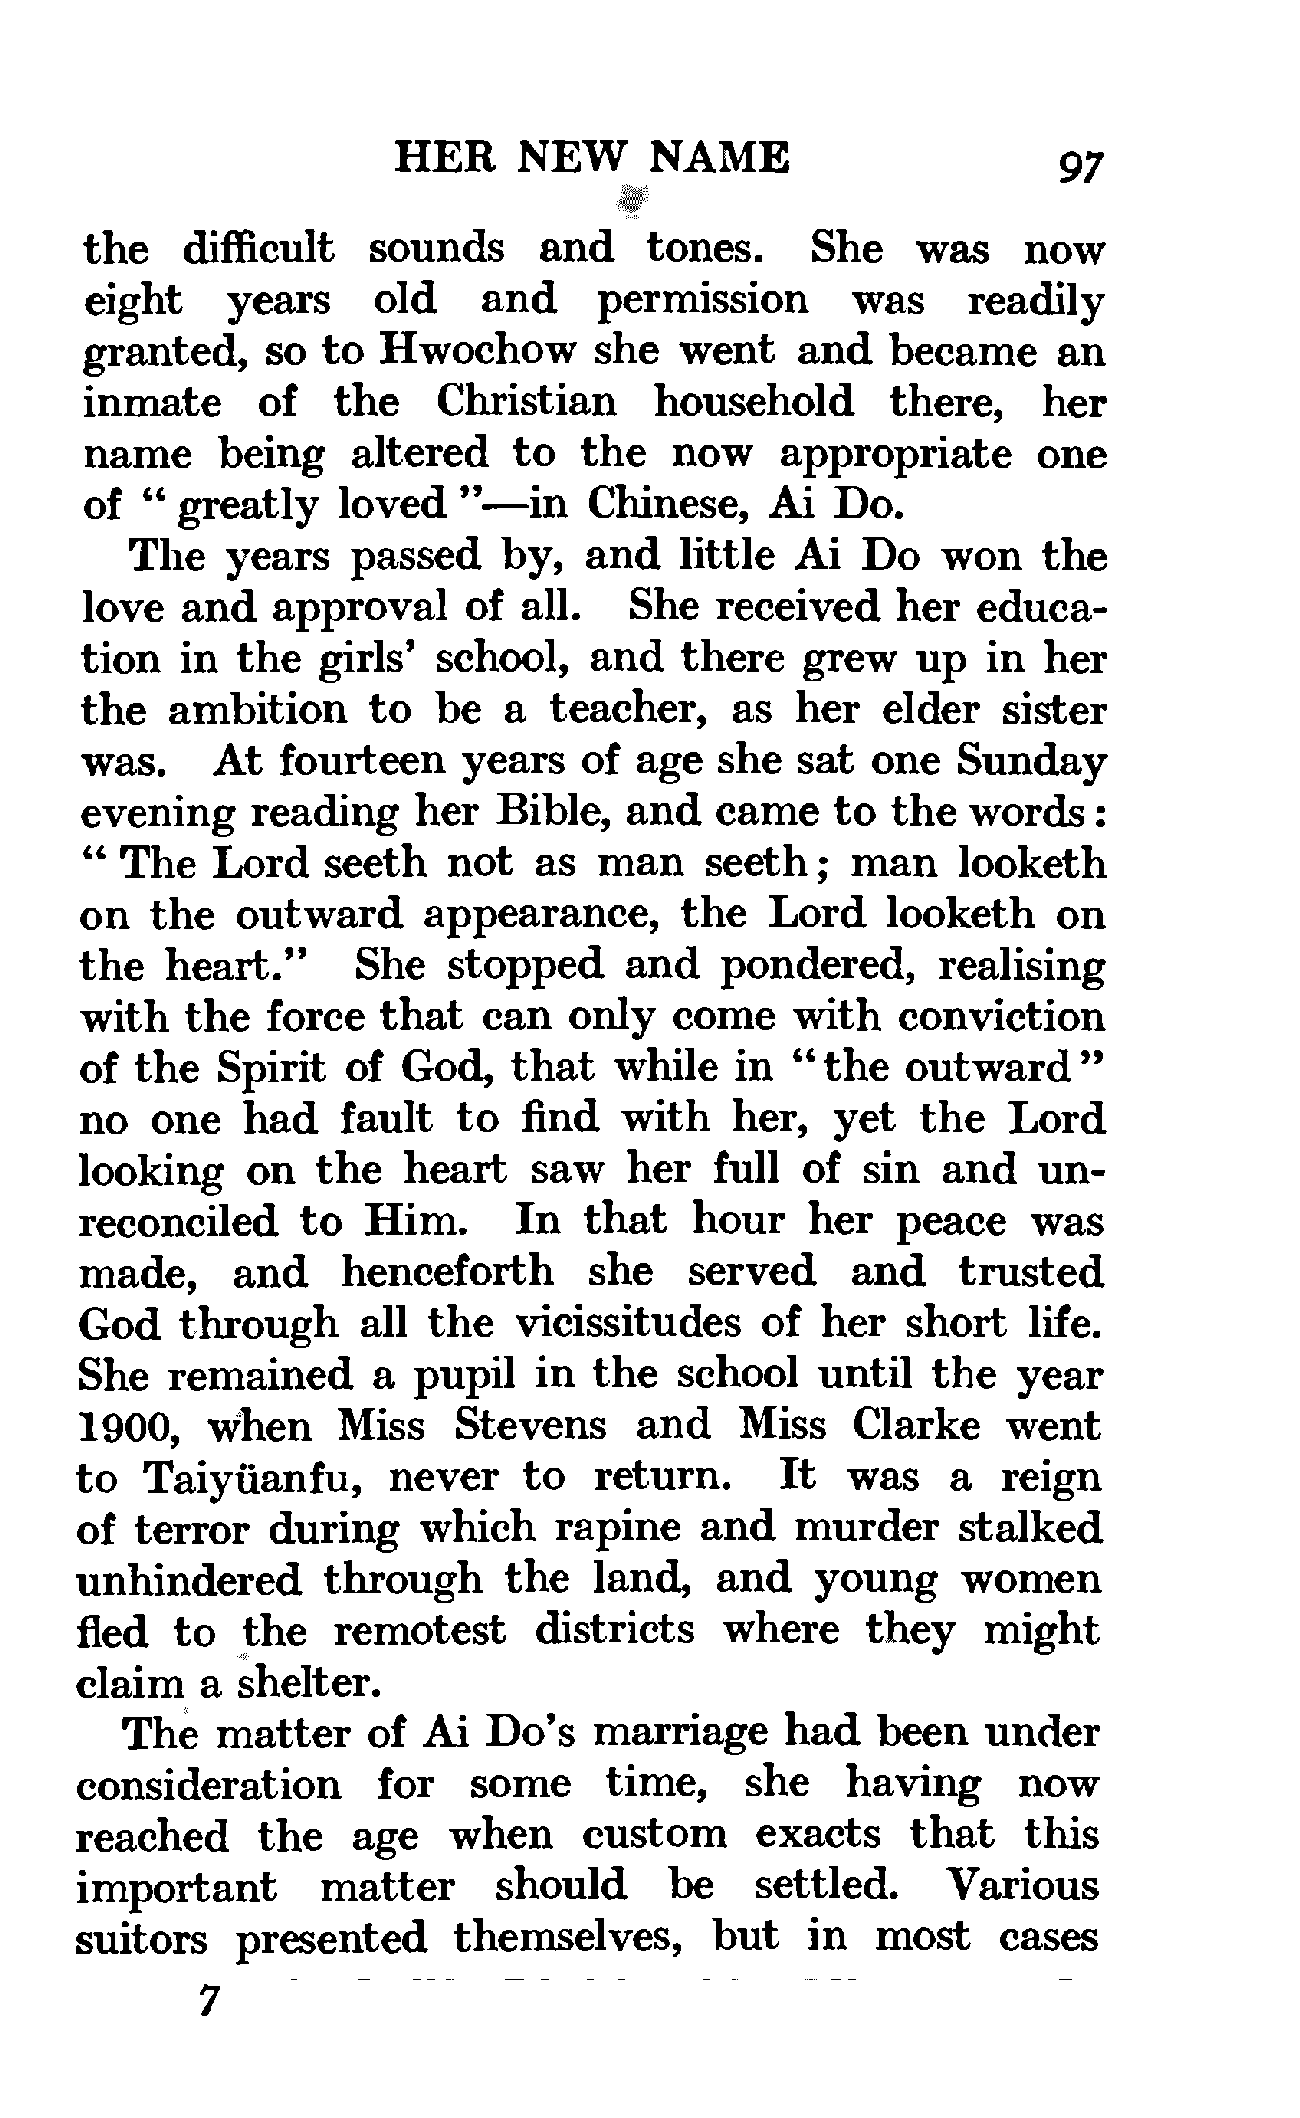 HER NEW NAME 97
the difficult sounds and tones. She was now
eight years old and permission was readily
granted, so to Hwochow she went and became an
inmate of the Christian household there, her
name being altered to the now appropriate one
of “ greatly loved ”—in Chinese, Ai Do.
The years passed by, and little Ai Do won the
love and approval of all. She received her educa-
tion in the girls’ school, and there grew up in her
the ambition to be a teacher, as her elder sister
was. At fourteen years of age she sat one Sunday
evening reading her Bible, and came to the words :
“ The Lord seeth not as man seeth ; man looketh
on the outward appearance, the Lord looketh on
the heart.” She stopped and pondered, realising
with the force that can only come with conviction
of the Spirit of God, that while in “ the outward ”
no one had fault to find with her, yet the Lord
looking on the heart saw her full of sin and un-
reconciled to Him. In that hour her peace was
made, and henceforth she served and trusted
God through all the vicissitudes of her short life.
She remained a pupil in the school until the year
1900, when Miss Stevens and Miss Clarke went
to Taiyüanfu, never to return. It was a reign
of terror during which rapine and murder stalked
unhindered through the land, and young women
fled to the remotest districts where they might
claim a shelter.
The matter of Ai Do’s marriage had been under
consideration for some time, she having now
reached the age when custom exacts that this
important matter should be settled. Various
suitors presented themselves, but in most cases
7